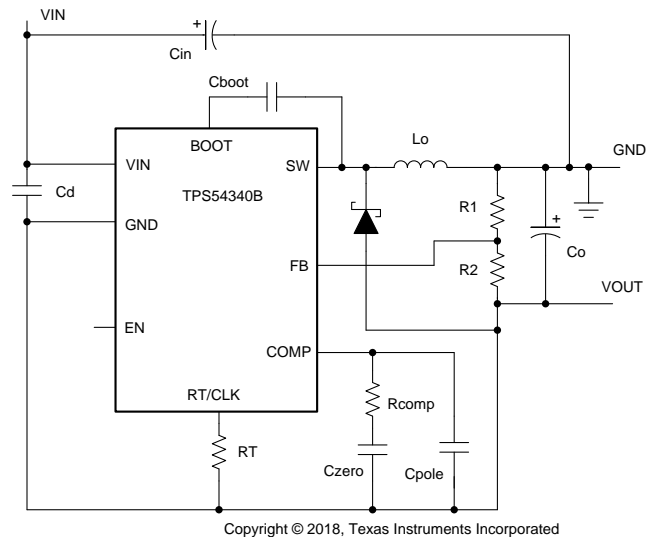 VIN
+
Cin
Cboot
Lo
GND
BOOT
VIN
SW
Cd
TPS54340B
R1
+
GND
Co
FB
R2
VOUT
EN
COMP
RT/CLK
Rcomp
RT
Czero
Cpole
Copyright © 2018, Texas Instruments Incorporated